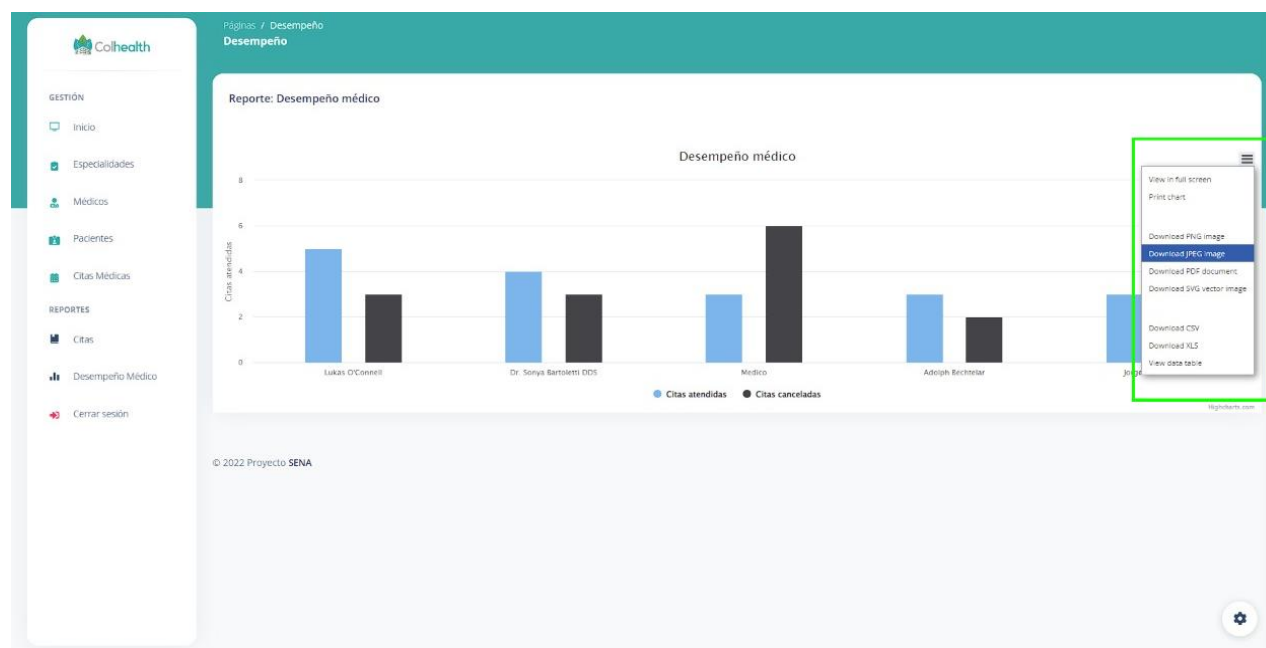 Colhealth
GESTIÓN
Inicio
Especialidades
Médicos
Pacientes
Citas Médicas
REPORTES
Citas
Desempeño Médico
Cerrar sesión
Páginas / Desempeño
Desempeño
Reporte: Desempeño médico
Desempeño médico
Citas atendidas
8
6
4
2
0
Lukas O'Connell
Dr. Sonya Bartoletti DDS
Medico
Adolph Bechtelar
Jorge
Citas atendidas
Citas canceladas
View in full screen
Print chart
Download PNG image
Download JPEG image
Download PDF document
Download SVG vector image
Download CSV
Download XLS
View data table
Highcharts.com
© 2022 Proyecto SENA